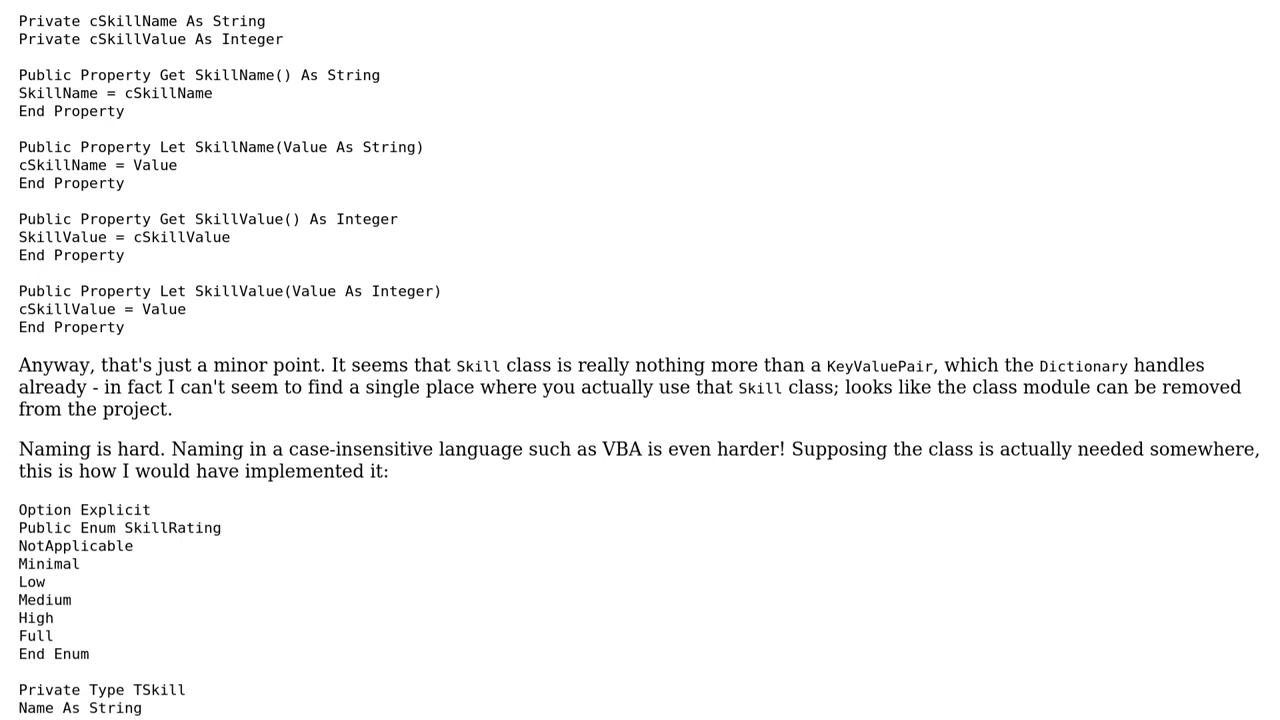 Private cSkillName As String
Private cSkillValue As Integer
Public Property Get SkillName() As String
SkillName = cSkillName
End Property
Public Property Let SkillName(Value As String)
cSkillName = Value
End Property
Public Property Get SkillValue() As Integer
SkillValue = cSkillValue
End Property
Public Property Let SkillValue(Value As Integer)
cSkillValue = Value
End Property
Anyway, that's just a minor point. It seems that Skill class is really nothing more than a KeyValuePair, which the Dictionary handles
already - in fact I can't seem to find a single place where you actually use that Skill class; looks like the class module can be removed
from the project.
Naming is hard. Naming in a case-insensitive language such as VBA is even harder! Supposing the class is actually needed somewhere,
this is how I would have implemented it:
Option Explicit
Public Enum SkillRating
NotApplicable
Minimal
Low
Medium
High
Full
End Enum
Private Type TSkill
Name As String